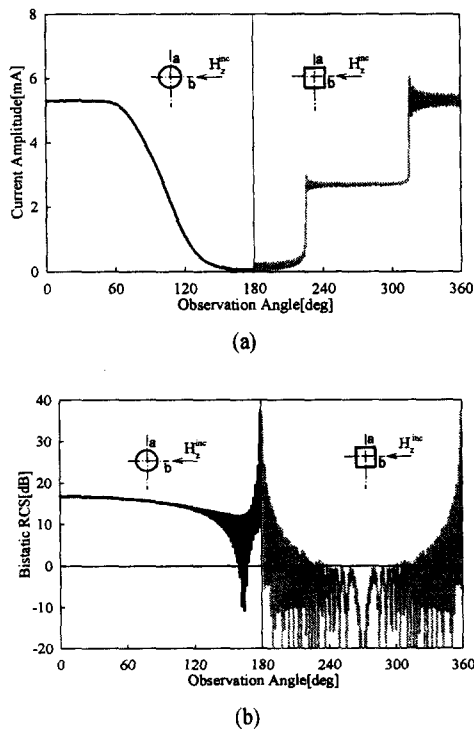 8
6
4
2
0
Current Amplitude[mA]
a
b
H_z^inc
a
b
H_z^inc
0 60 120 180 240 300 360
Observation Angle[deg]
(a)
40
30
20
10
0
-10
-20
Bistatic RCS[dB]
a
b
H_z^inc
a
b
H_z^inc
0 60 120 180 240 300 360
Observation Angle[deg]
(b)